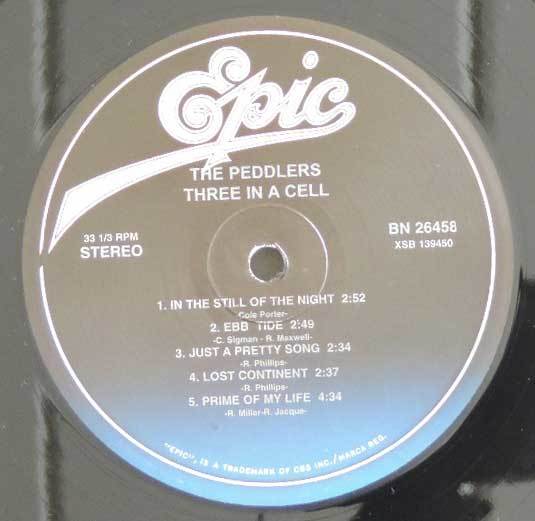 Epic
THE PEDDLERS
THREE IN A CELL
33 1/3 RPM
STEREO
BN 26458
XSB 139450
1. IN THE STILL OF THE NIGHT 2:52
-Cole Porter-
2. EBB TIDE 2:49
-C. Sigman - R. Maxwell-
3. JUST A PRETTY SONG 2:34
-R. Phillips-
4. LOST CONTINENT 2:37
-R. Phillips-
5. PRIME OF MY LIFE 4:34
-R. Miller-R. Jacque-
"EPIC", IS A TRADEMARK OF CBS INC./MARCA REG.